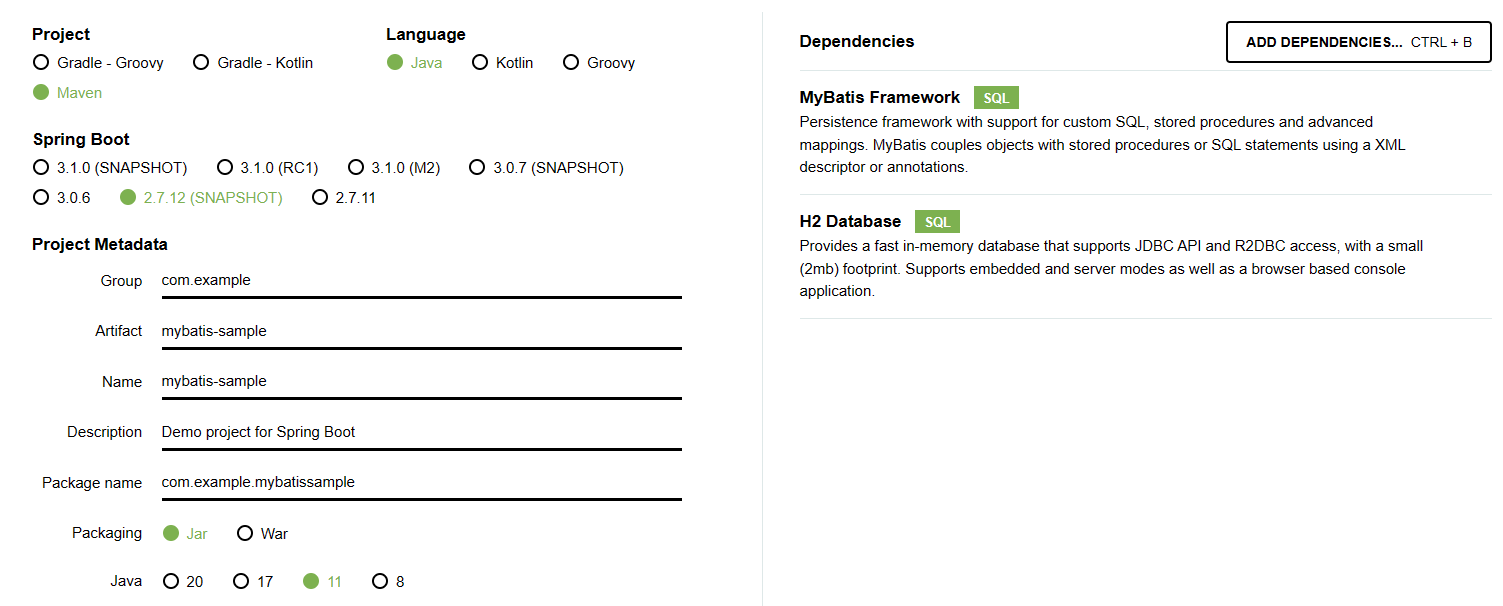 Project
Gradle - Groovy Gradle - Kotlin
Maven
Language
Java Kotlin Groovy
Spring Boot
3.1.0 (SNAPSHOT) 3.1.0 (RC1) 3.1.0 (M2) 3.0.7 (SNAPSHOT)
3.0.6 2.7.12 (SNAPSHOT) 2.7.11
Project Metadata
Group com.example
Artifact mybatis-sample
Name mybatis-sample
Description Demo project for Spring Boot
Package name com.example.mybatissample
Packaging Jar War
Java 20 17 11 8
Dependencies ADD DEPENDENCIES... CTRL + B
MyBatis Framework SQL
Persistence framework with support for custom SQL, stored procedures and advanced
mappings. MyBatis couples objects with stored procedures or SQL statements using a XML
descriptor or annotations.
H2 Database SQL
Provides a fast in-memory database that supports JDBC API and R2DBC access, with a small
(2mb) footprint. Supports embedded and server modes as well as a browser based console
application.